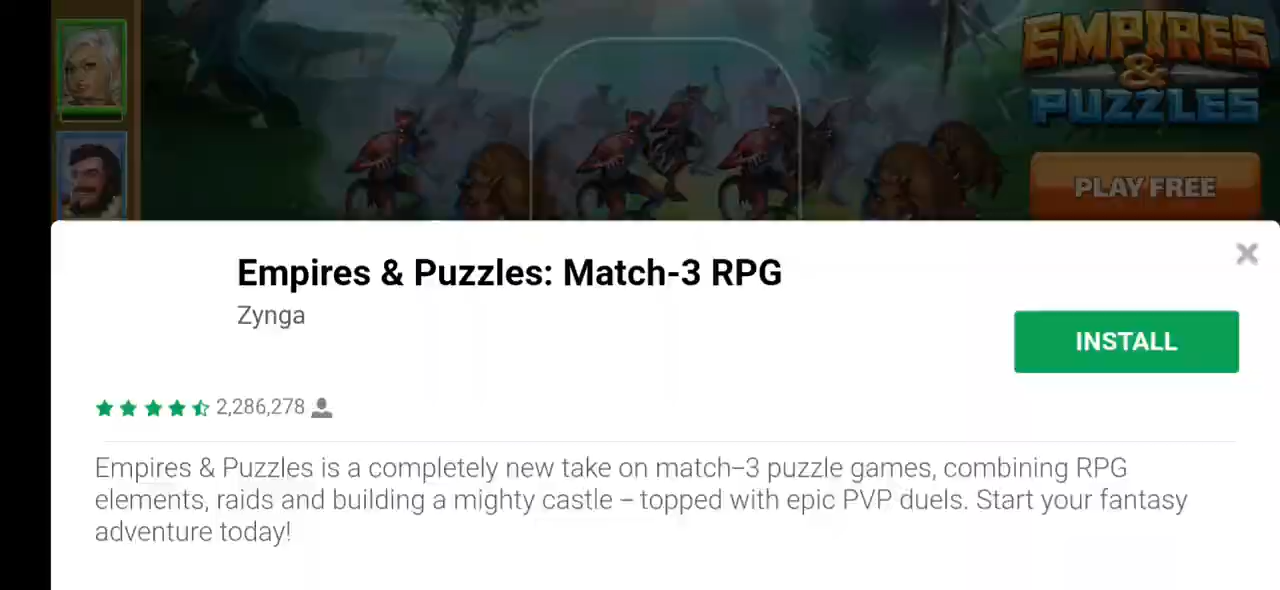 EMPIRES
&
PUZZLES
PLAY FREE
Empires & Puzzles: Match-3 RPG
Zynga
INSTALL
2,286,278
Empires & Puzzles is a completely new take on match–3 puzzle games, combining RPG
elements, raids and building a mighty castle – topped with epic PVP duels. Start your fantasy
adventure today!